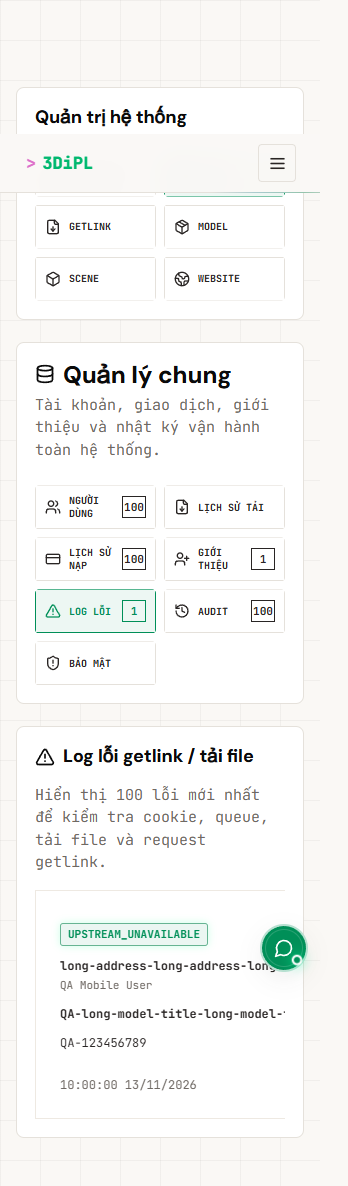 Quản trị hệ thống
> 3DiPL
GETLINK
MODEL
SCENE
WEBSITE
Quản lý chung
Tài khoản, giao dịch, giới
thiệu và nhật ký vận hành
toàn hệ thống.
NGƯỜI
DÙNG
100
LỊCH SỬ TẢI
LỊCH SỬ
NẠP
100
GIỚI
THIỆU
1
LOG LỖI
1
AUDIT
100
BẢO MẬT
Log lỗi getlink / tải file
Hiển thị 100 lỗi mới nhất
để kiểm tra cookie, queue,
tải file và request
getlink.
UPSTREAM_UNAVAILABLE
long-address-long-address-long-
QA Mobile User
QA-long-model-title-long-model-
QA-123456789
10:00:00 13/11/2026